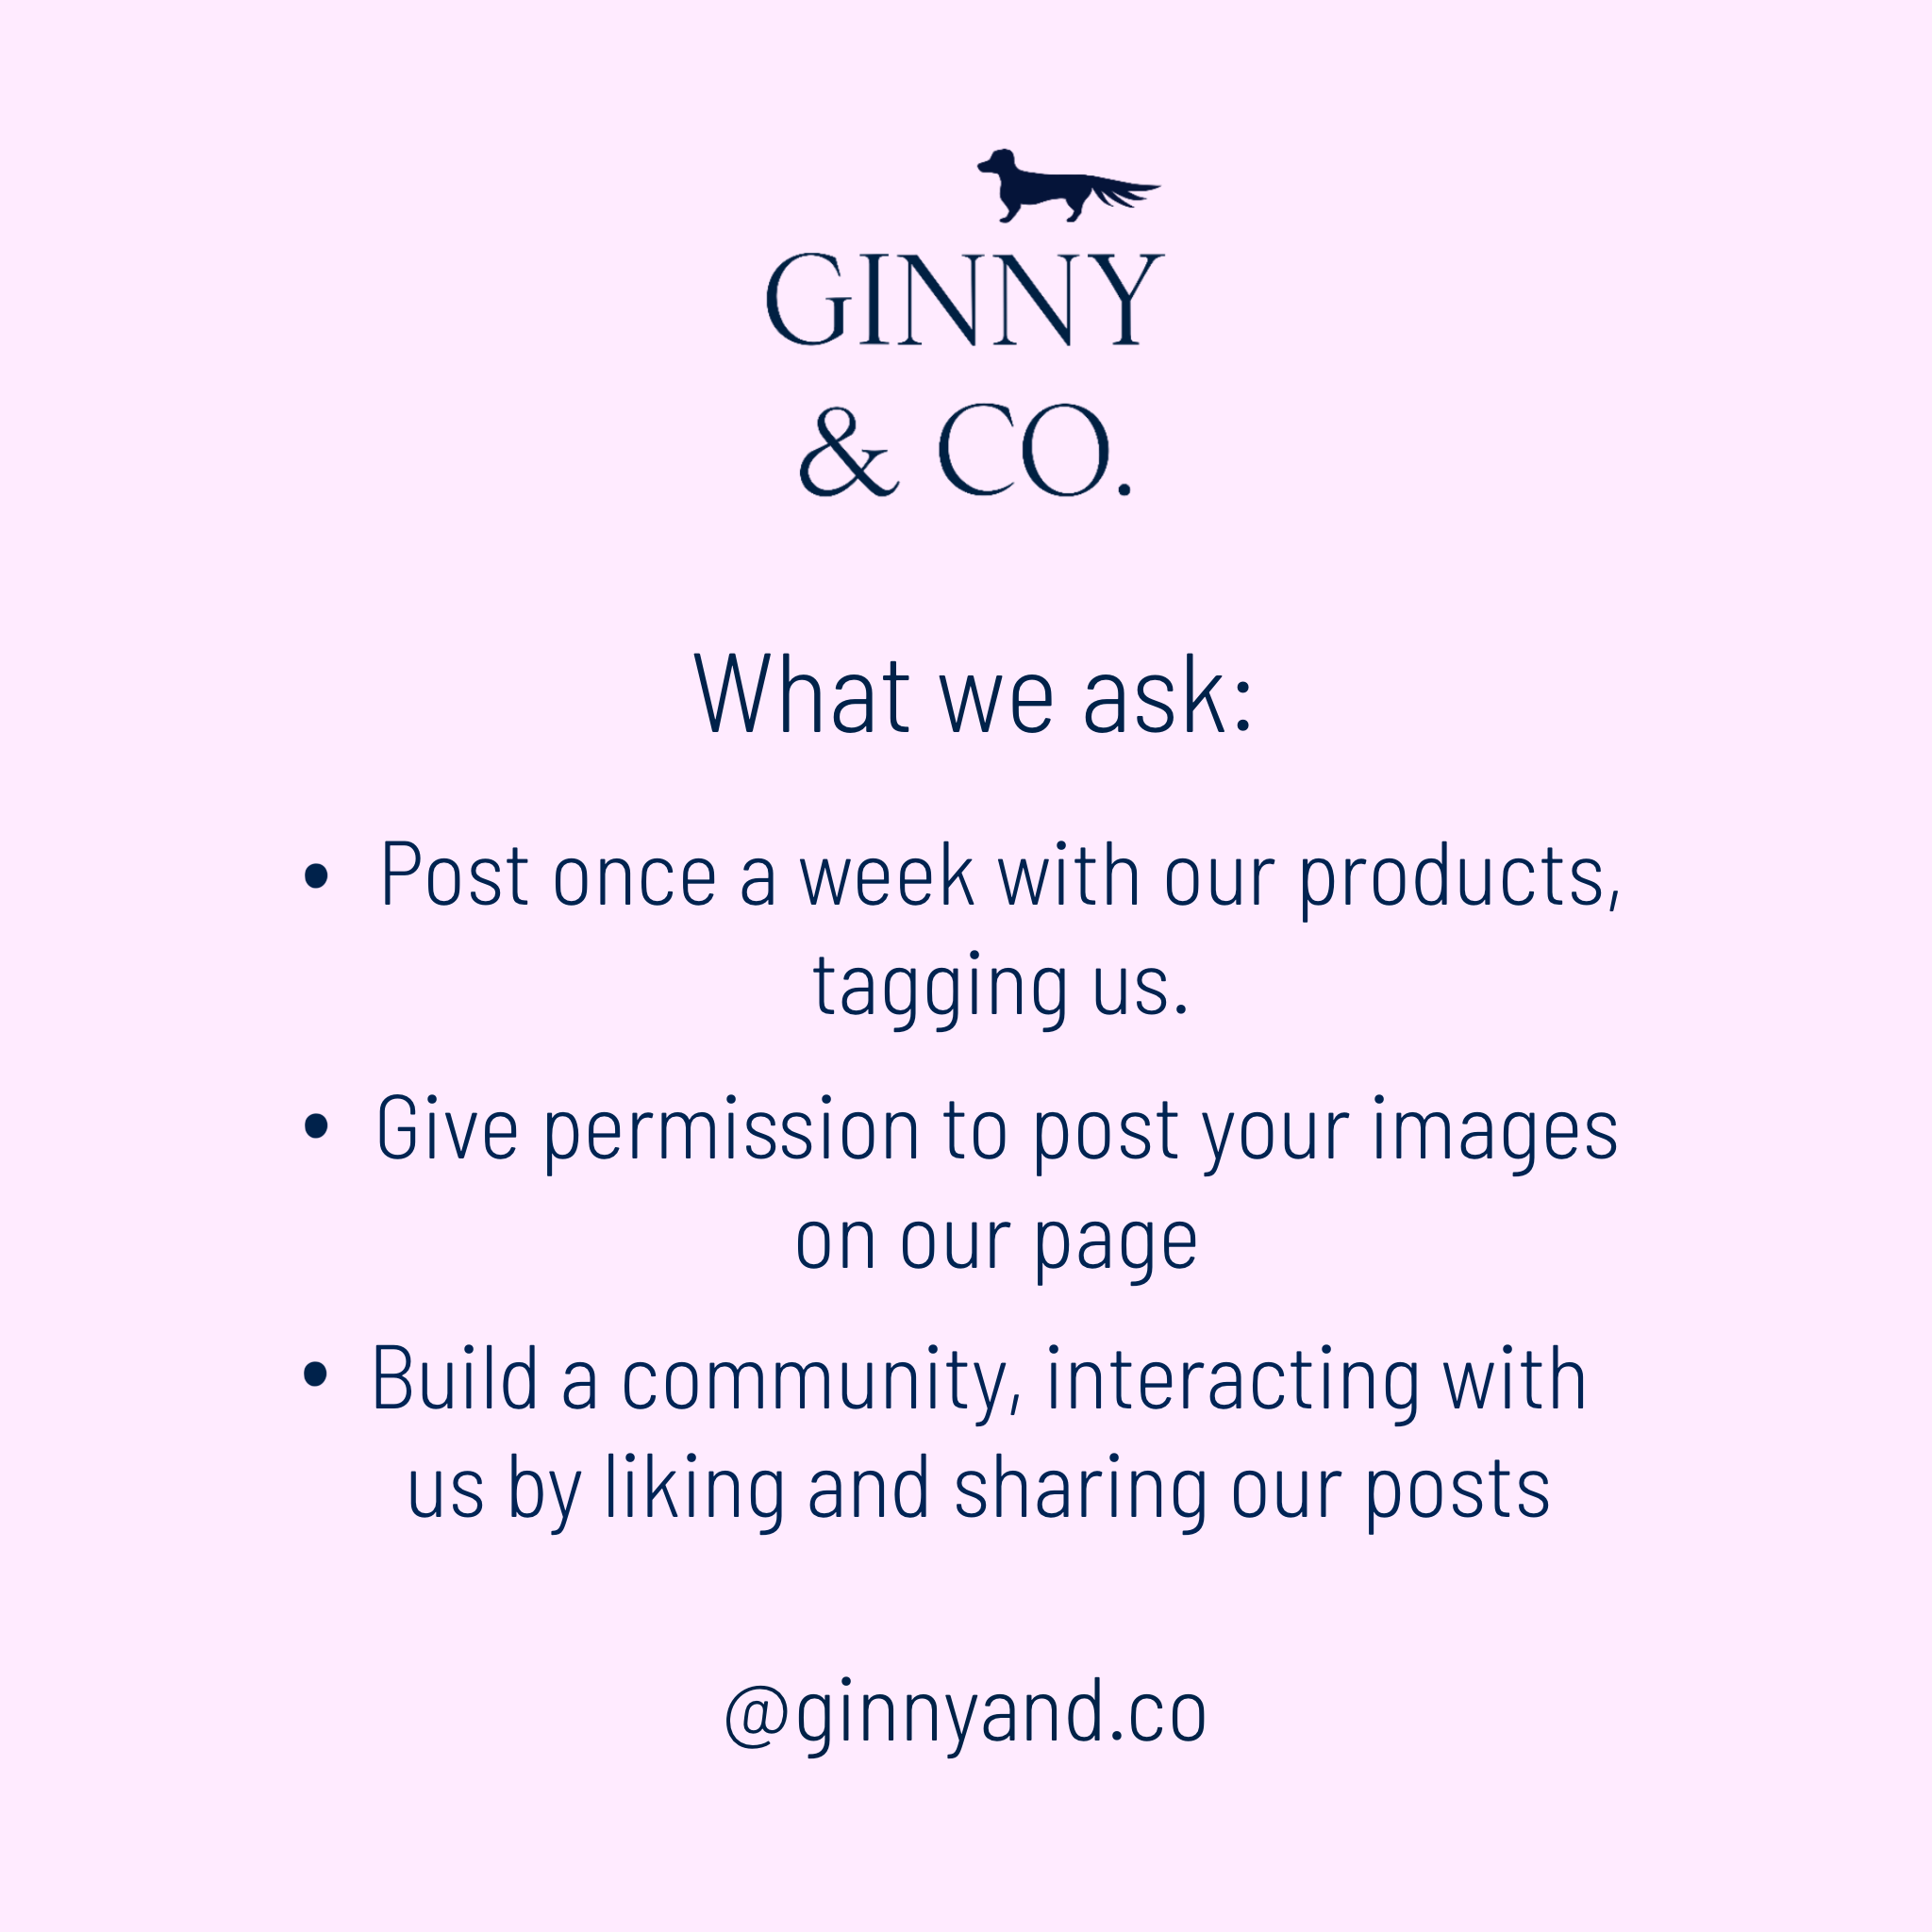 GINNY
& CO.
What we ask:
• Post once a week with our products,
tagging us.
• Give permission to post your images
on our page
• Build a community, interacting with
us by liking and sharing our posts
@ginnyand.co